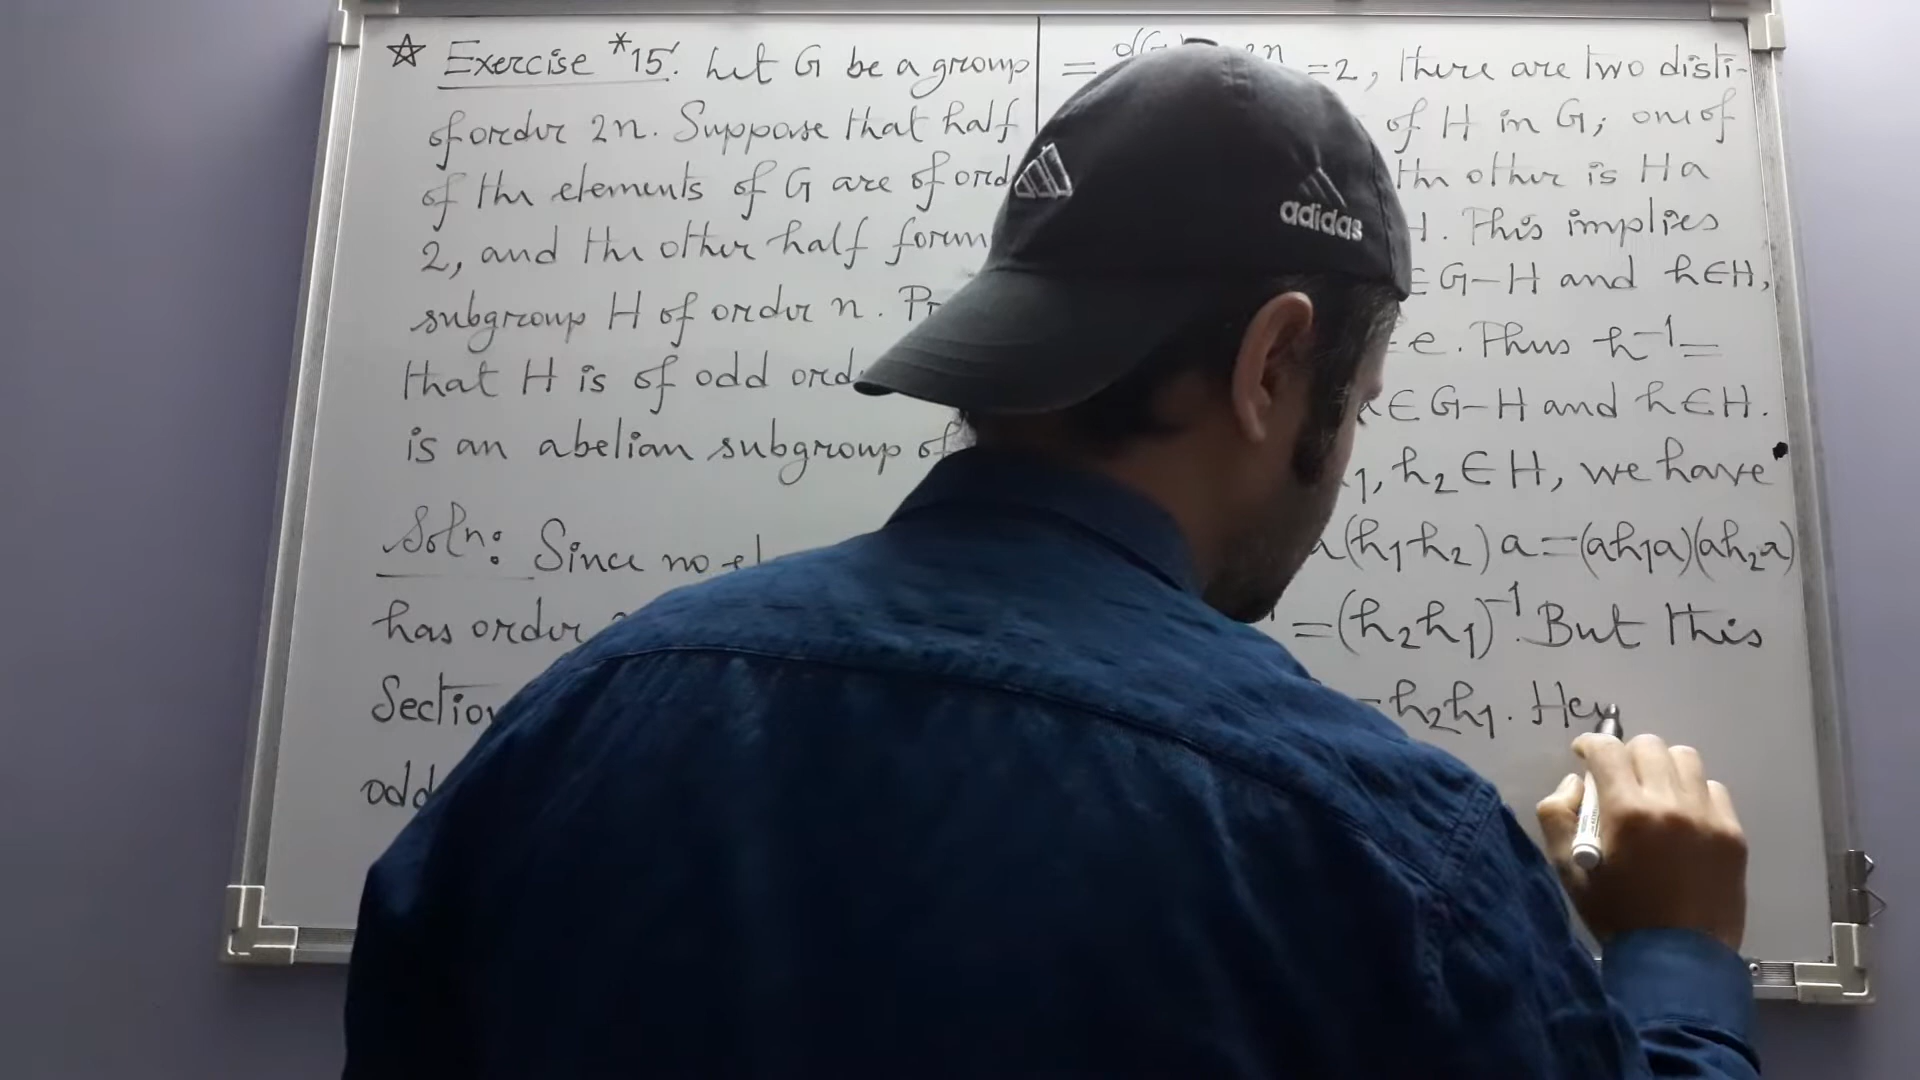 ☆ Exercise *15: Let G be a group
of order 2n. Suppose that half
of the elements of G are of ord
2, and the other half form
subgroup H of order n. Pr
that H is of odd ord
is an abelian subgroup of
Soln: Since no el
has order
Section
odd
= =2, there are two disti-
of H in G; one of
the other is Ha
H. This implies
∈G-H and h∈H,
e. Thus h⁻¹=
a∈G-H and h∈H.
h₁, h₂∈H, we have
a(h₁h₂)a=(ah₁a)(ah₂a)
=(h₂h₁)⁻¹. But this
=h₂h₁. Hen
adidas